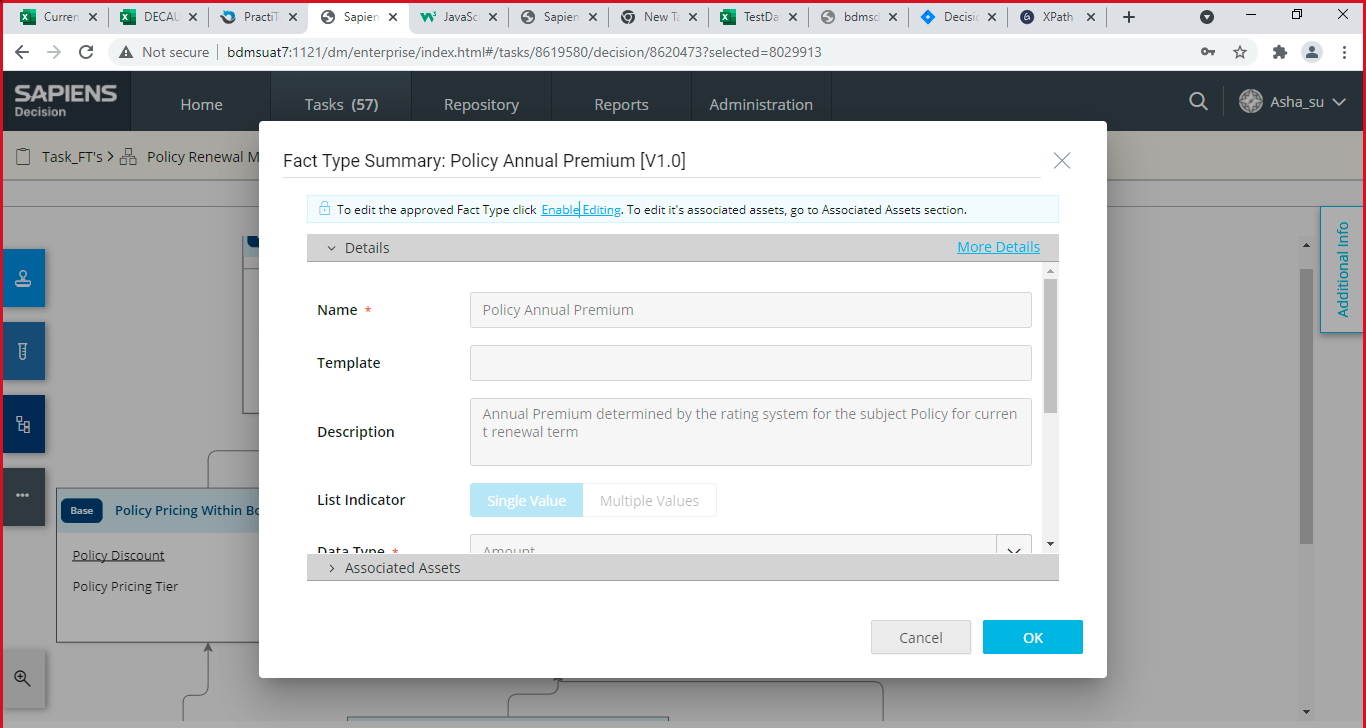 Curren
DECAU
PractiT
Sapien
JavaSc
Sapien
New Ta
TestDa
bdmsd
Decisio
XPath
Not secure
bdmsuat7:1121/dm/enterprise/index.html#/tasks/8619580/decision/8620473?selected=8029913
SAPIENS
Decision
Home
Tasks (57)
Repository
Reports
Administration
Asha_su
Task_FT's
Policy Renewal M
Fact Type Summary: Policy Annual Premium [V1.0]
To edit the approved Fact Type click Enable Editing. To edit it's associated assets, go to Associated Assets section.
Details
More Details
Additional Info
Name *
Policy Annual Premium
Template
Description
Annual Premium determined by the rating system for the subject Policy for curren
t renewal term
List Indicator
Single Value
Multiple Values
Data Type *
Amount
Associated Assets
Base
Policy Pricing Within Bo
Policy Discount
Policy Pricing Tier
Cancel
OK